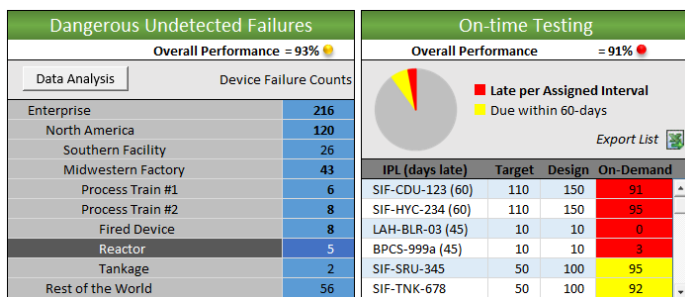 Dangerous Undetected Failures
Overall Performance = 93%
Data Analysis Device Failure Counts
Enterprise 216
North America 120
Southern Facility 26
Midwestern Factory 43
Process Train #1 6
Process Train #2 8
Fired Device 8
Reactor 5
Tankage 2
Rest of the World 56
On-time Testing
Overall Performance = 91%
Late per Assigned Interval
Due within 60-days
Export List
IPL (days late) Target Design On-Demand
SIF-CDU-123 (60) 110 150 91
SIF-HYC-234 (60) 110 150 95
LAH-BLR-03 (45) 10 10 0
BPCS-999a (45) 10 10 3
SIF-SRU-345 50 100 95
SIF-TNK-678 50 100 92